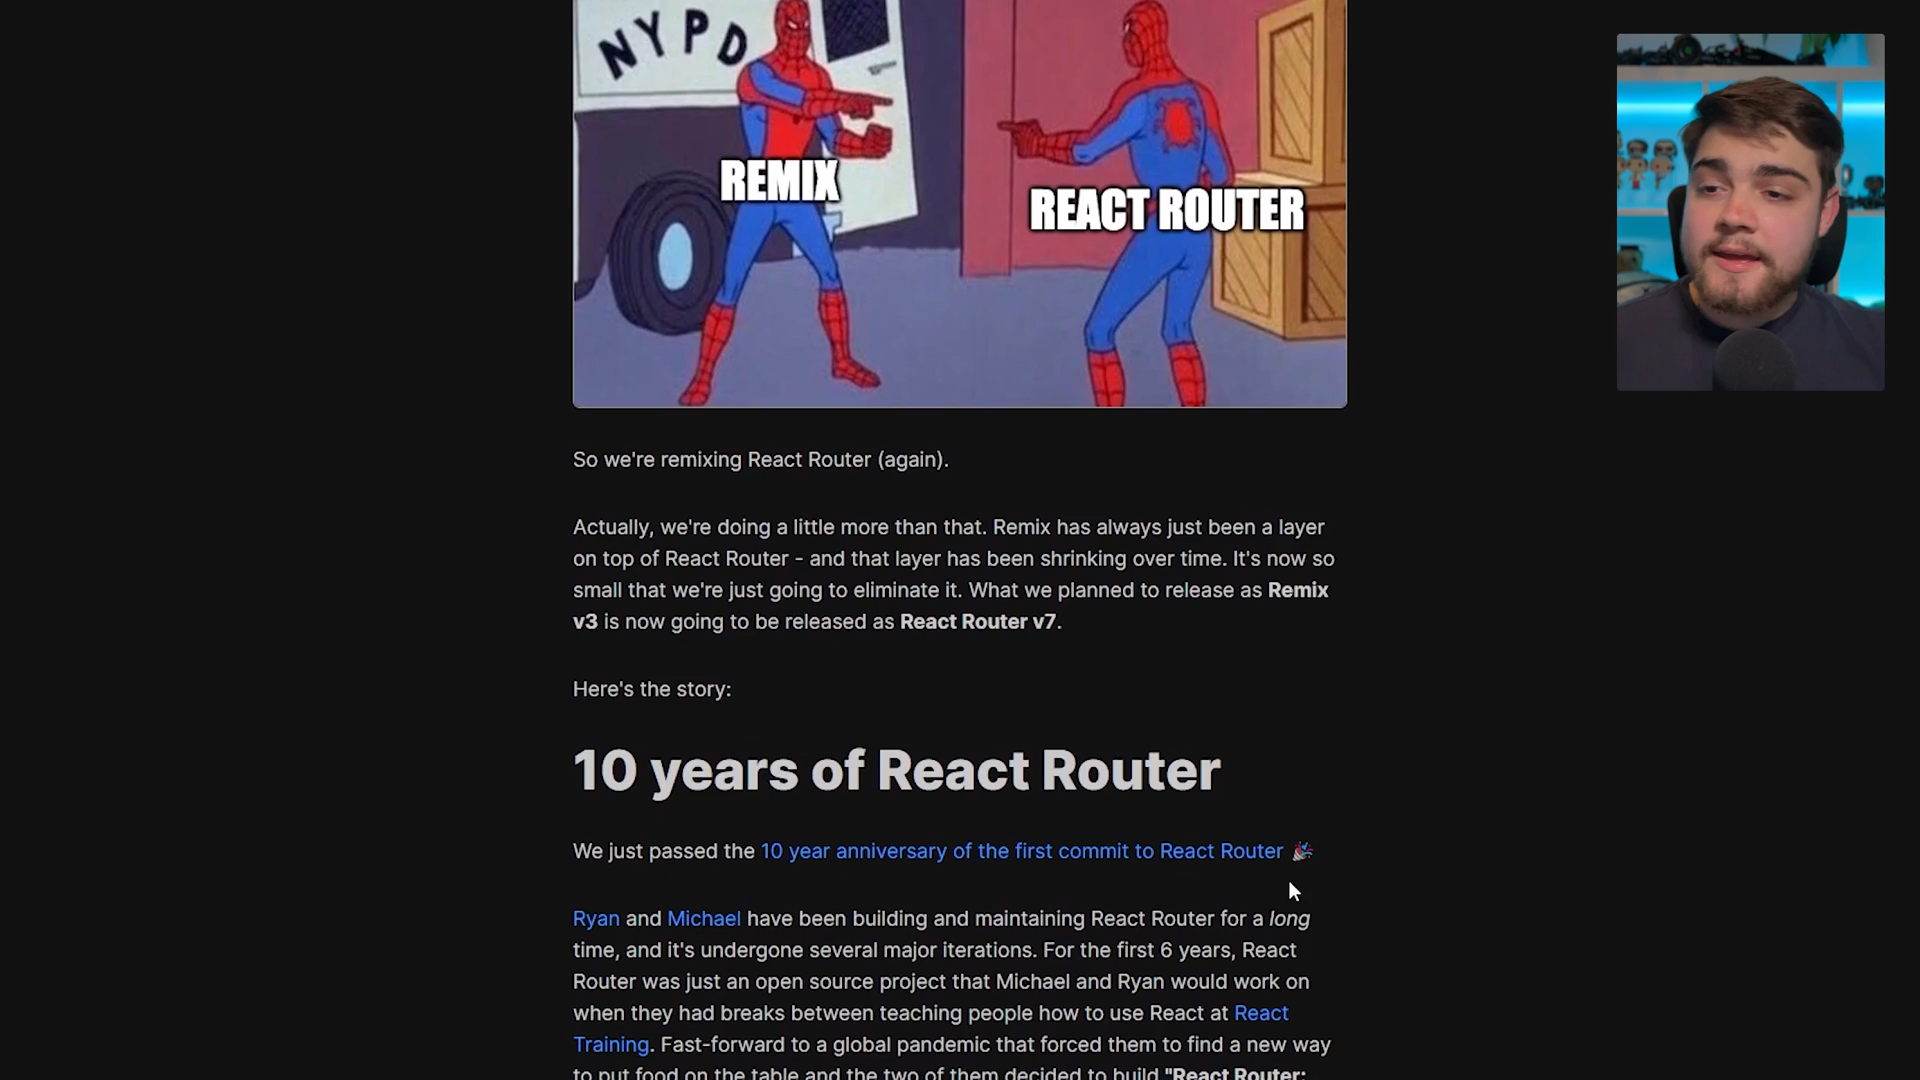 NYPD
REMIX
REACT ROUTER
So we're remixing React Router (again).
Actually, we're doing a little more than that. Remix has always just been a layer
on top of React Router - and that layer has been shrinking over time. It's now so
small that we're just going to eliminate it. What we planned to release as Remix
v3 is now going to be released as React Router v7.
Here's the story:
10 years of React Router
We just passed the 10 year anniversary of the first commit to React Router 🎉
Ryan and Michael have been building and maintaining React Router for a long
time, and it's undergone several major iterations. For the first 6 years, React
Router was just an open source project that Michael and Ryan would work on
when they had breaks between teaching people how to use React at React
Training. Fast-forward to a global pandemic that forced them to find a new way
to put food on the table and the two of them decided to build "React Router: